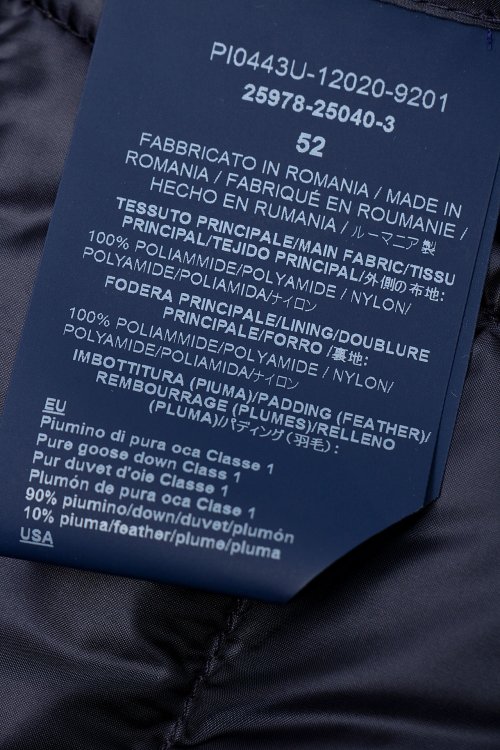 PI0443U-12020-9201
25978-25040-3
52
FABBRICATO IN ROMANIA / MADE IN
ROMANIA / FABRIQUÉ EN ROUMANIE /
HECHO EN RUMANIA / ルーマニア製
TESSUTO PRINCIPALE/MAIN FABRIC/TISSU
PRINCIPAL/TEJIDO PRINCIPAL/外側の布地:
100% POLIAMMIDE/POLYAMIDE / NYLON/
POLYAMIDE/POLIAMIDA/ナイロン
FODERA PRINCIPALE/LINING/DOUBLURE
PRINCIPALE/FORRO /裏地:
100% POLIAMMIDE/POLYAMIDE / NYLON/
POLYAMIDE/POLIAMIDA/ナイロン
IMBOTTITURA (PIUMA)/PADDING (FEATHER)/
REMBOURRAGE (PLUMES)/RELLENO
(PLUMA)/パディング(羽毛):
EU
Piumino di pura oca Classe 1
Pure goose down Class 1
Pur duvet d'oie Classe 1
Plumón de pura oca Clase 1
90% piumino/down/duvet/plumón
10% piuma/feather/plume/pluma
USA